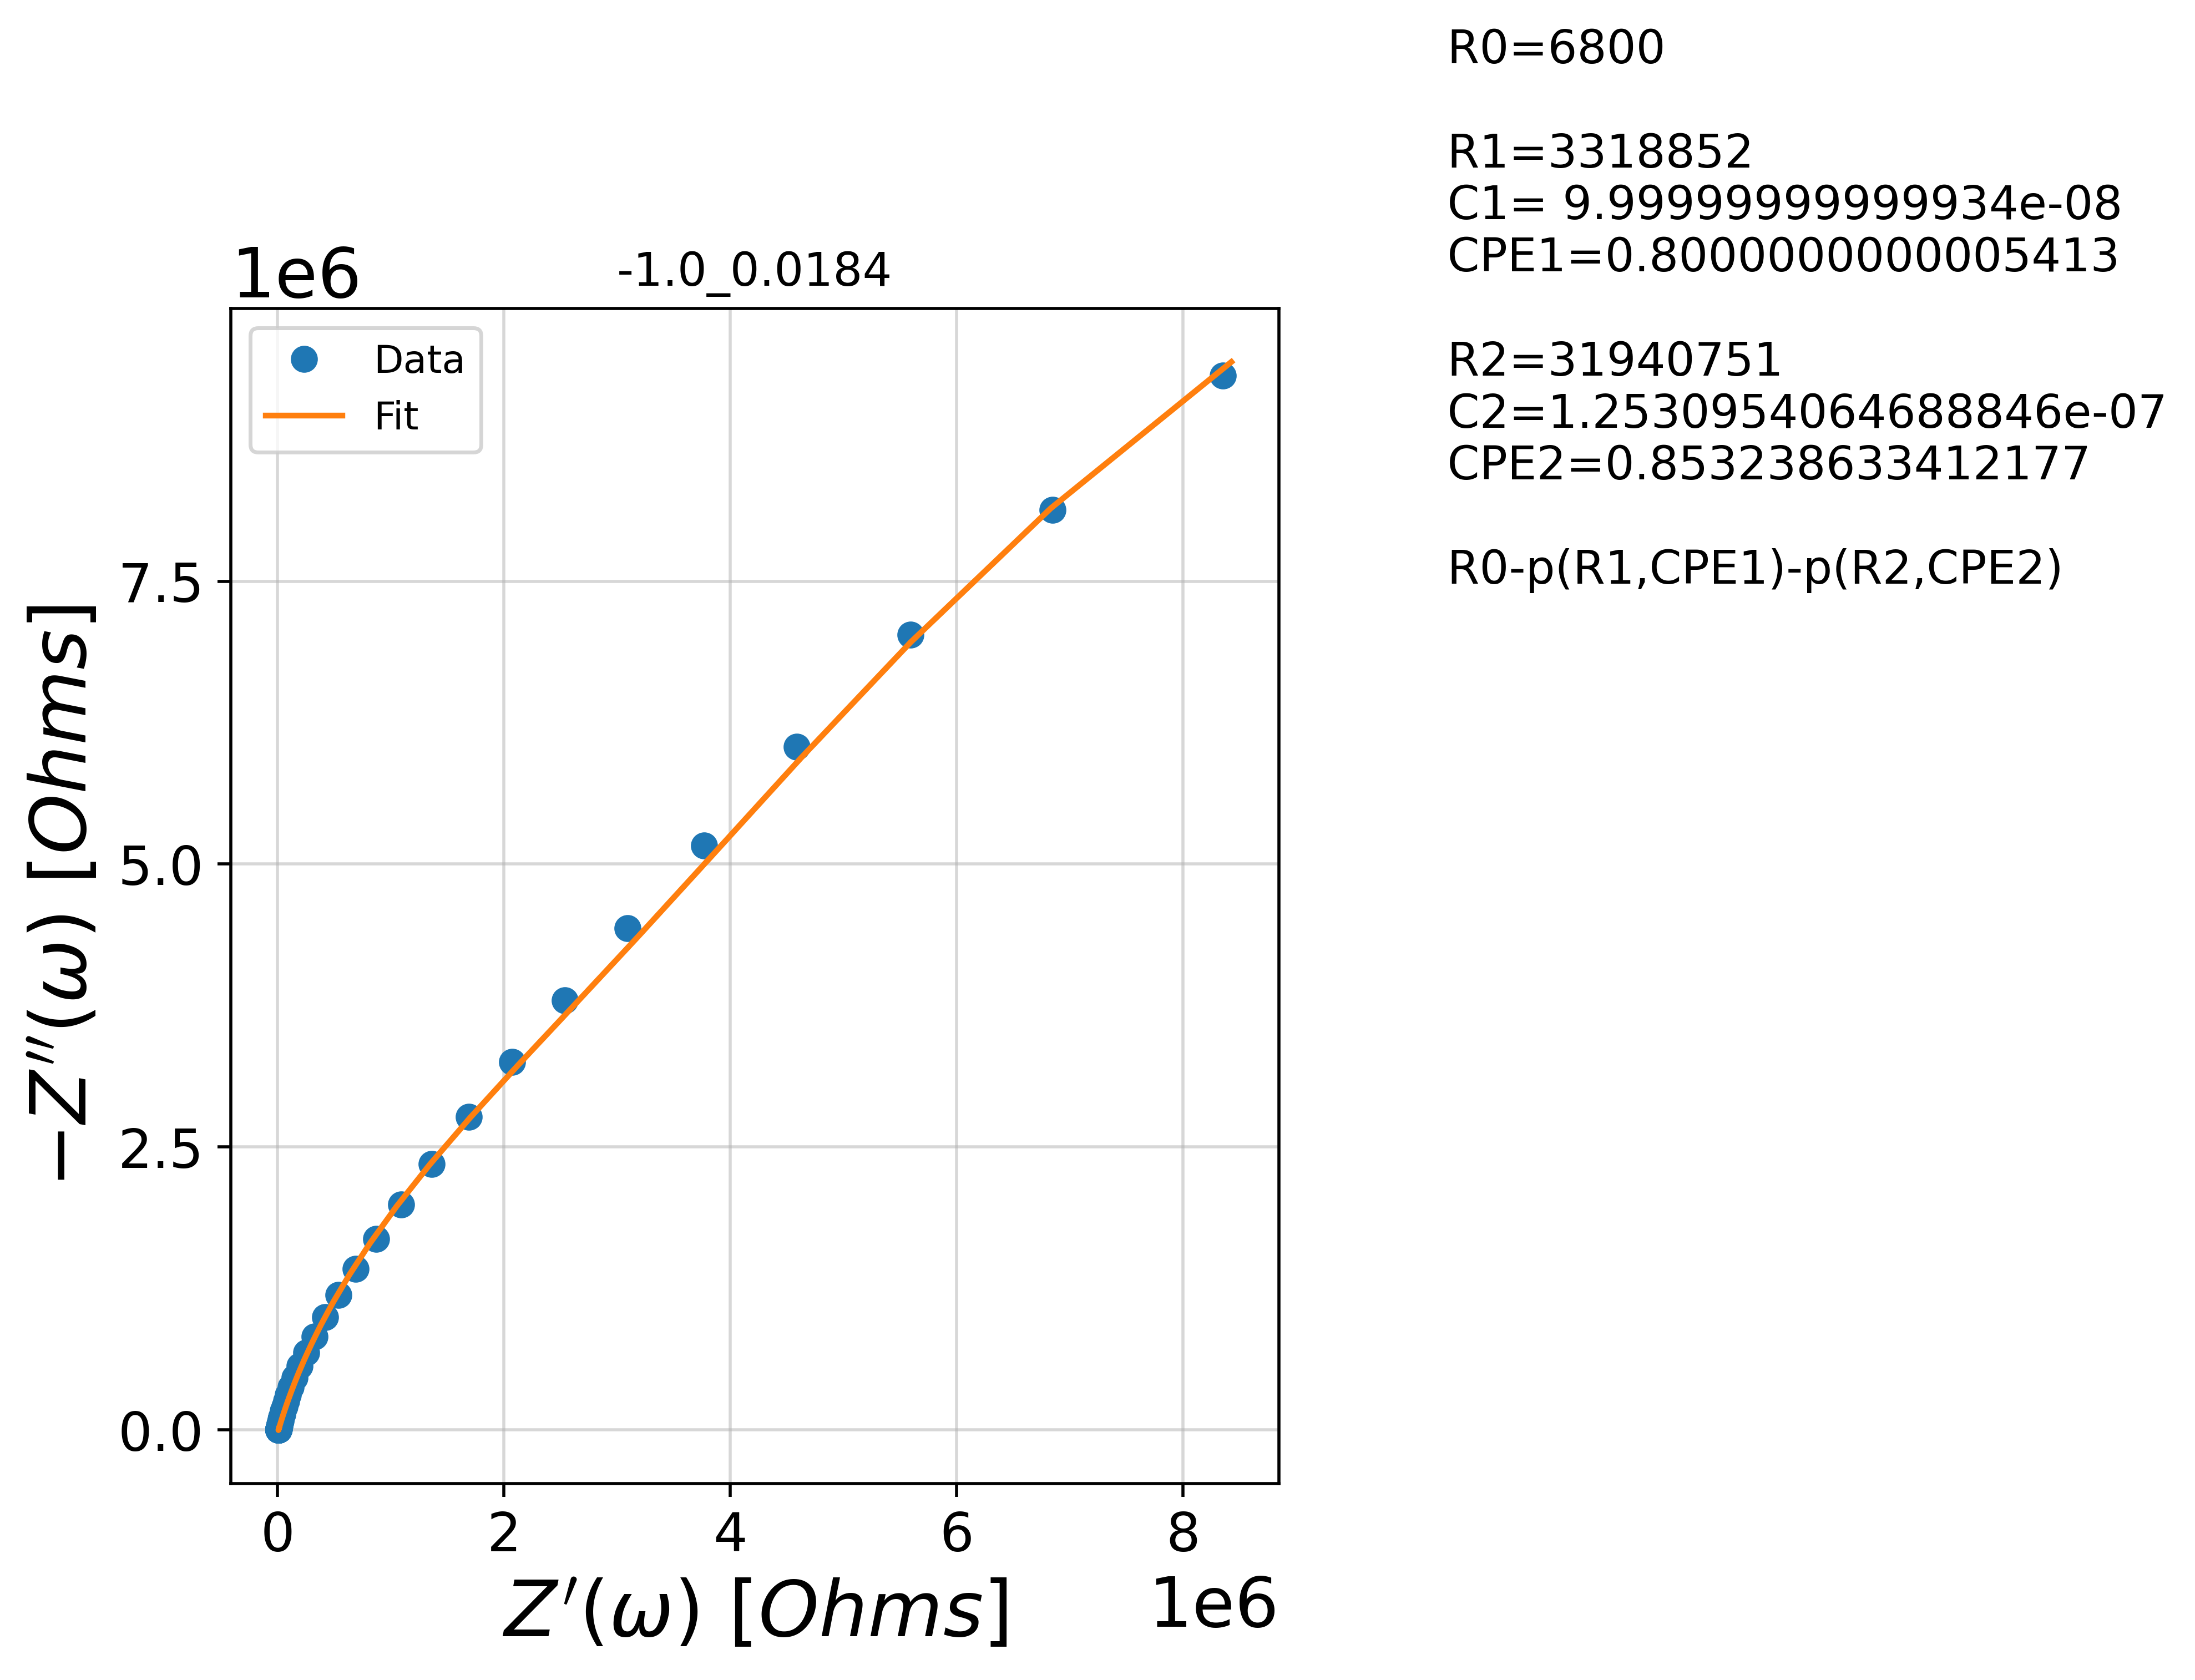 R0=6800
R1=3318852
C1= 9.99999999999934e-08
CPE1=0.8000000000005413
R2=31940751
C2=1.2530954064688846e-07
CPE2=0.853238633412177
R0-p(R1,CPE1)-p(R2,CPE2)
1e6
-1.0_0.0184
Data
Fit
7.5
5.0
2.5
0.0
−Z′′(ω) [Ohms]
0 2 4 6 8
Z′(ω) [Ohms]
1e6